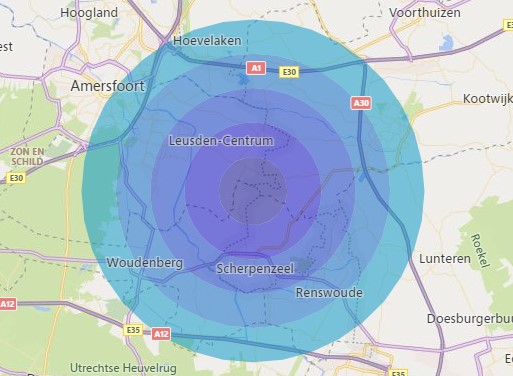 Hoogland
Voorthuizen
Hoevelaken
est
A1
E30
Amersfoort
A30
Kootwijk
Leusden-Centrum
ZON EN
SCHILD
E30
Roekel
Woudenberg
Scherpenzeel
Lunteren
Renswoude
A12
Doesburgerbuu
E35
A12
Utrechtse Heuvelrug
E35